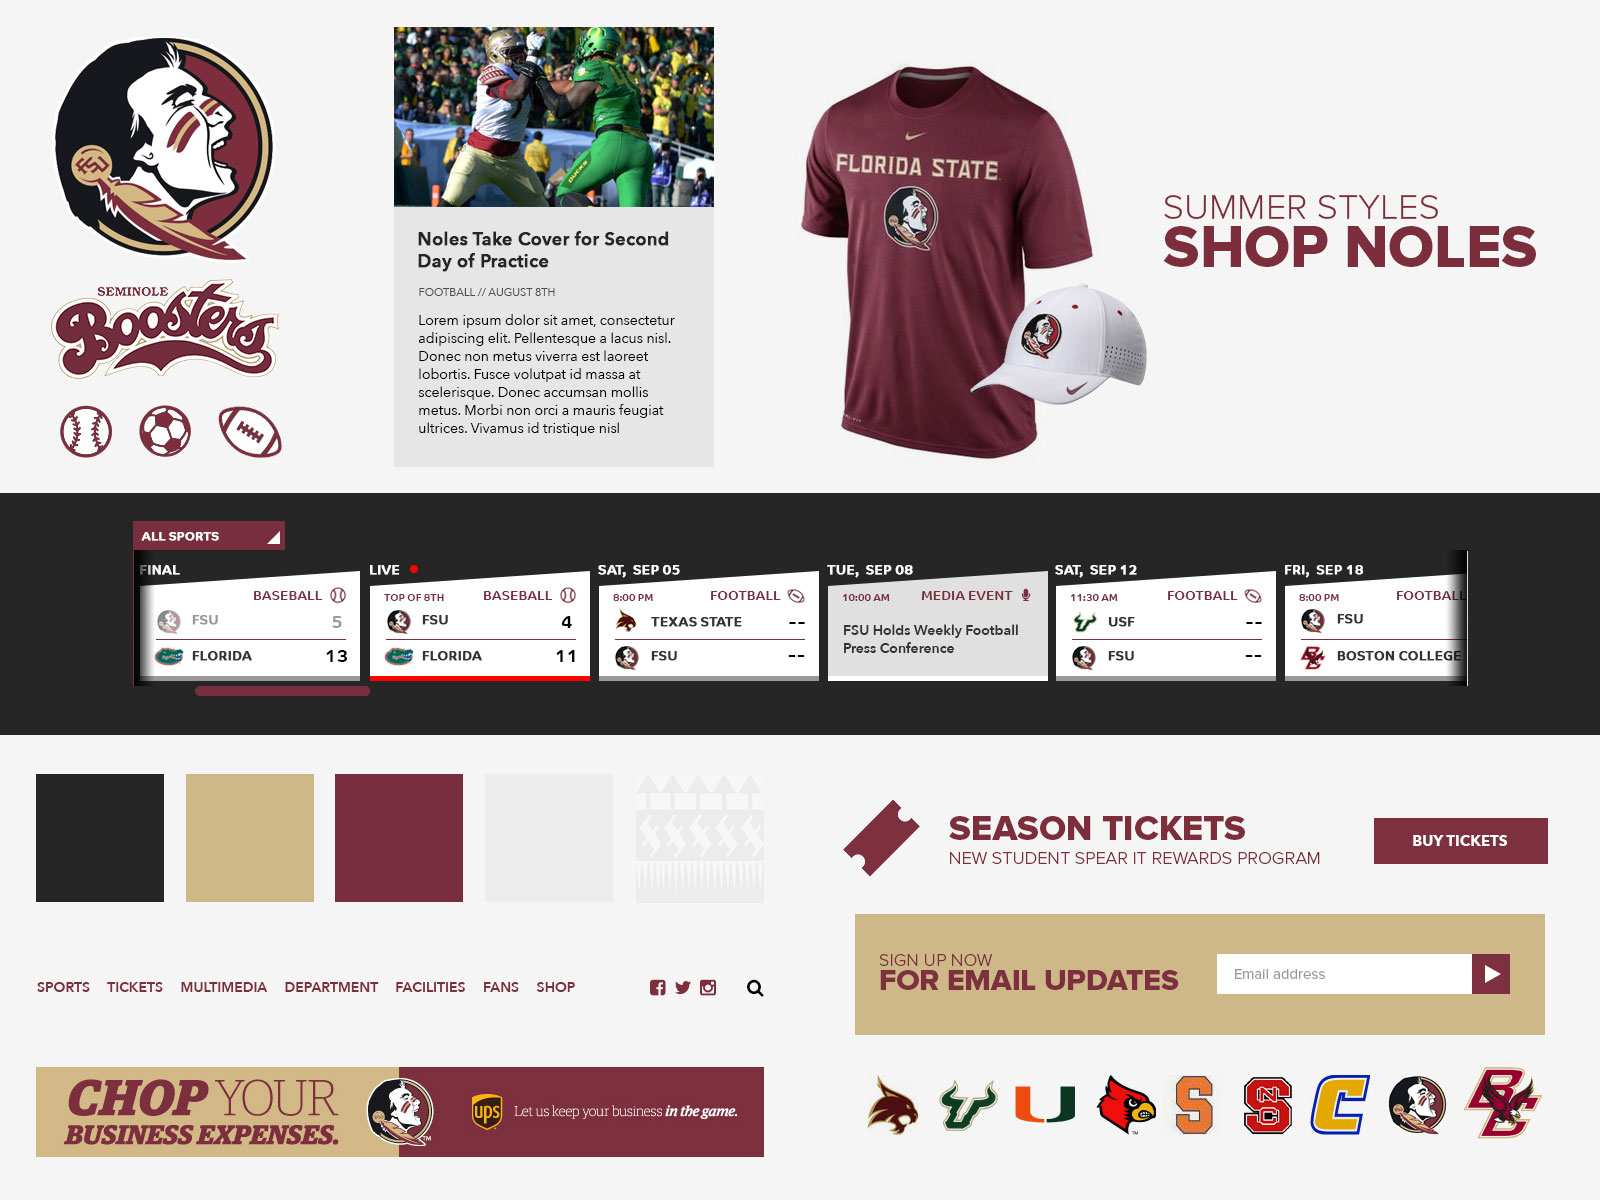 FSU
SEMINOLE
Boosters
DUCKS
Noles Take Cover for Second
Day of Practice
FOOTBALL // AUGUST 8TH
Lorem ipsum dolor sit amet, consectetur
adipiscing elit. Pellentesque a lacus nisl.
Donec non metus viverra est laoreet
lobortis. Fusce volutpat id massa at
scelerisque. Donec accumsan mollis
metus. Morbi non orci a mauris feugiat
ultrices. Vivamus id tristique nisl
FLORIDA STATE
SUMMER STYLES
SHOP NOLES
ALL SPORTS
FINAL
BASEBALL
FSU 5
FLORIDA 13
LIVE
TOP OF 8TH BASEBALL
FSU 4
FLORIDA 11
SAT, SEP 05
8:00 PM FOOTBALL
TEXAS STATE --
FSU --
TUE, SEP 08
10:00 AM MEDIA EVENT
FSU Holds Weekly Football
Press Conference
SAT, SEP 12
11:30 AM FOOTBALL
USF --
FSU --
FRI, SEP 18
8:00 PM FOOTBALL
FSU
BOSTON COLLEGE
SEASON TICKETS
NEW STUDENT SPEAR IT REWARDS PROGRAM
BUY TICKETS
SPORTS TICKETS MULTIMEDIA DEPARTMENT FACILITIES FANS SHOP
SIGN UP NOW
FOR EMAIL UPDATES
Email address
CHOP YOUR
BUSINESS EXPENSES.
TM
ups
Let us keep your business in the game.
U
TM
S
S
C
BC